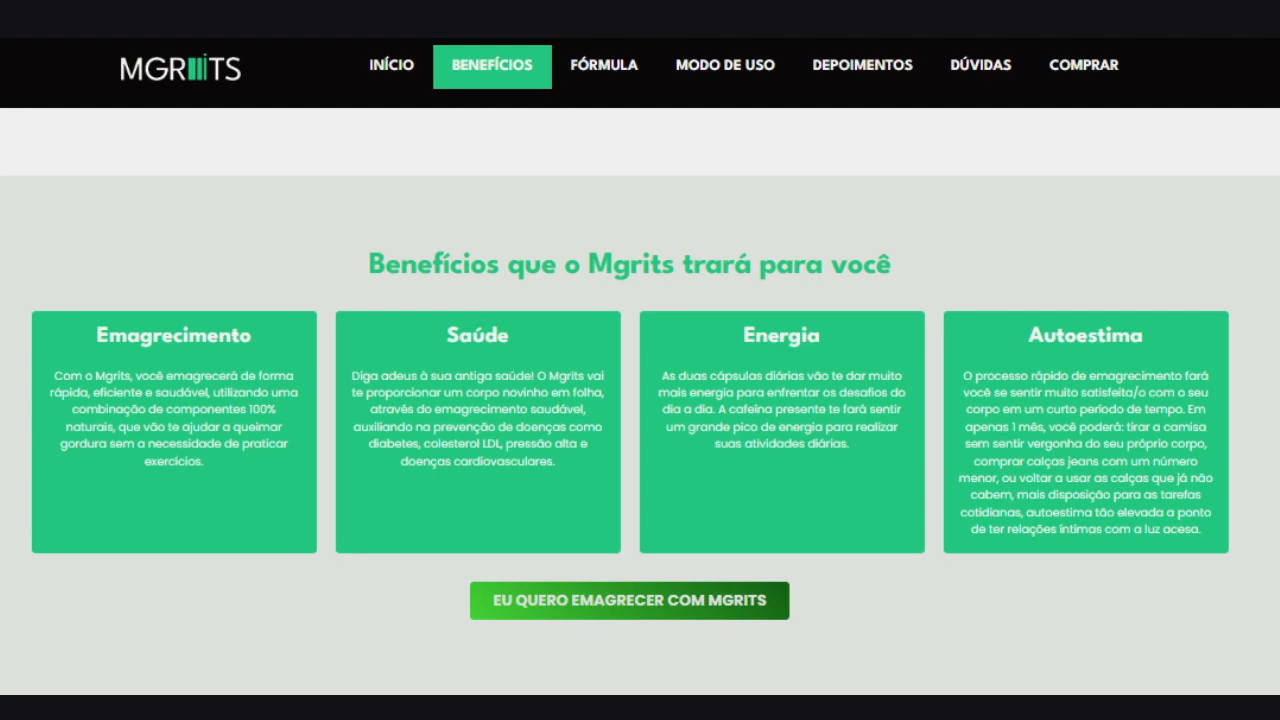 MGRIIITS
INÍCIO
BENEFÍCIOS
FÓRMULA
MODO DE USO
DEPOIMENTOS
DÚVIDAS
COMPRAR
Benefícios que o Mgrits trará para você
Emagrecimento
Com o Mgrits, você emagrecerá de forma
rápida, eficiente e saudável, utilizando uma
combinação de componentes 100%
naturais, que vão te ajudar a queimar
gordura sem a necessidade de praticar
exercícios.
Saúde
Diga adeus à sua antiga saúde! O Mgrits vai
te proporcionar um corpo novinho em folha,
através do emagrecimento saudável,
auxiliando na prevenção de doenças como
diabetes, colesterol LDL, pressão alta e
doenças cardiovasculares.
Energia
As duas cápsulas diárias vão te dar muito
mais energia para enfrentar os desafios do
dia a dia. A cafeína presente te fará sentir
um grande pico de energia para realizar
suas atividades diárias.
Autoestima
O processo rápido de emagrecimento fará
você se sentir muito satisfeita/o com o seu
corpo em um curto período de tempo. Em
apenas 1 mês, você poderá: tirar a camisa
sem sentir vergonha do seu próprio corpo,
comprar calças jeans com um número
menor, ou voltar a usar as calças que já não
cabem, mais disposição para as tarefas
cotidianas, autoestima tão elevada a ponto
de ter relações íntimas com a luz acesa.
EU QUERO EMAGRECER COM MGRITS